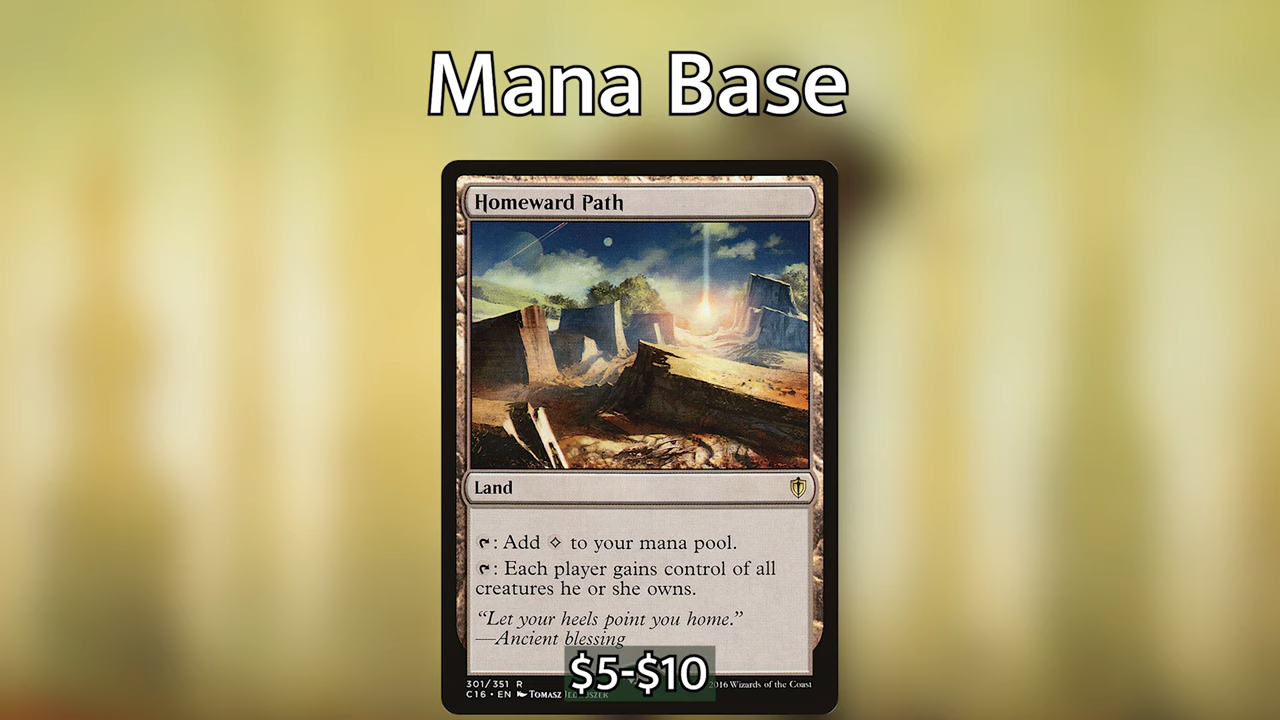 Mana Base
Homeward Path
Land
: Add to your mana pool.
: Each player gains control of all
creatures he or she owns.
“Let your heels point you home.”
—Ancient blessing
$5-$10
301/351 R
C16 • EN Tomasz
2016 Wizards of the Coast